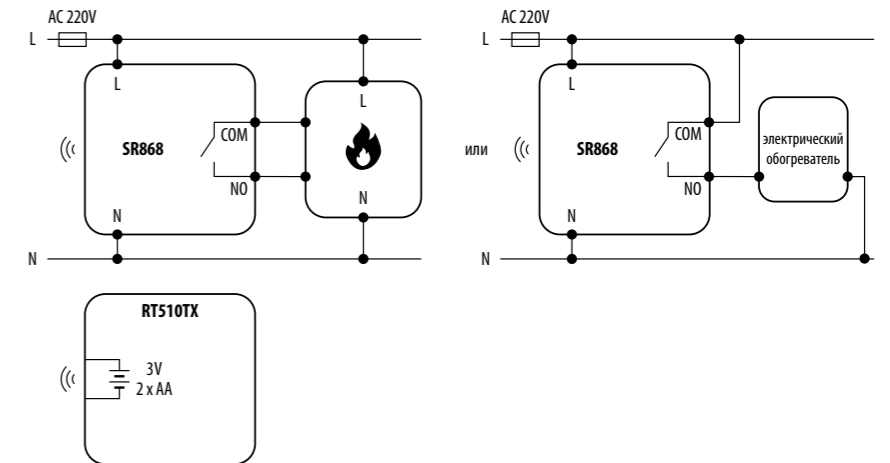 AC 220V
L
L
SR868
COM
NO
N
L
N
N
или
AC 220V
L
L
SR868
COM
NO
N
электрический
обогреватель
N
RT510TX
3V
2 x AA